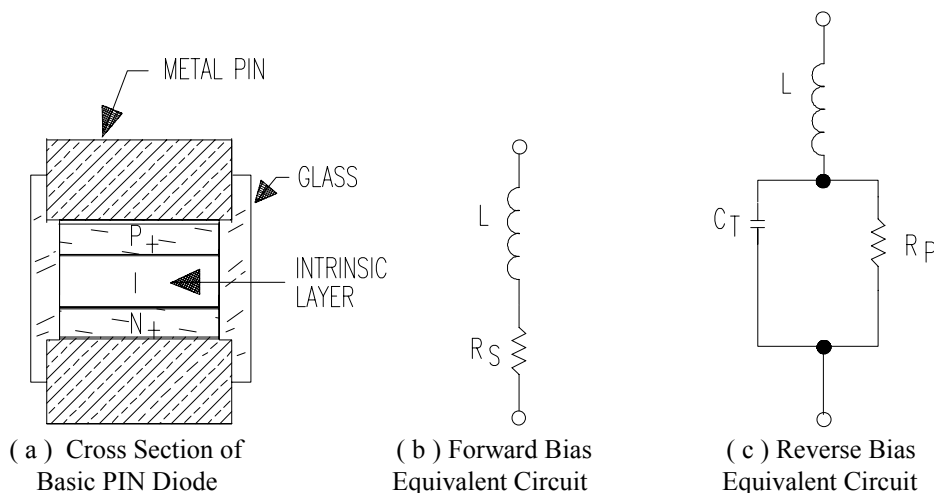 METAL PIN
GLASS
P+
I
INTRINSIC
LAYER
N+
( a ) Cross Section of
Basic PIN Diode
L
RS
( b ) Forward Bias
Equivalent Circuit
L
CT
RP
( c ) Reverse Bias
Equivalent Circuit